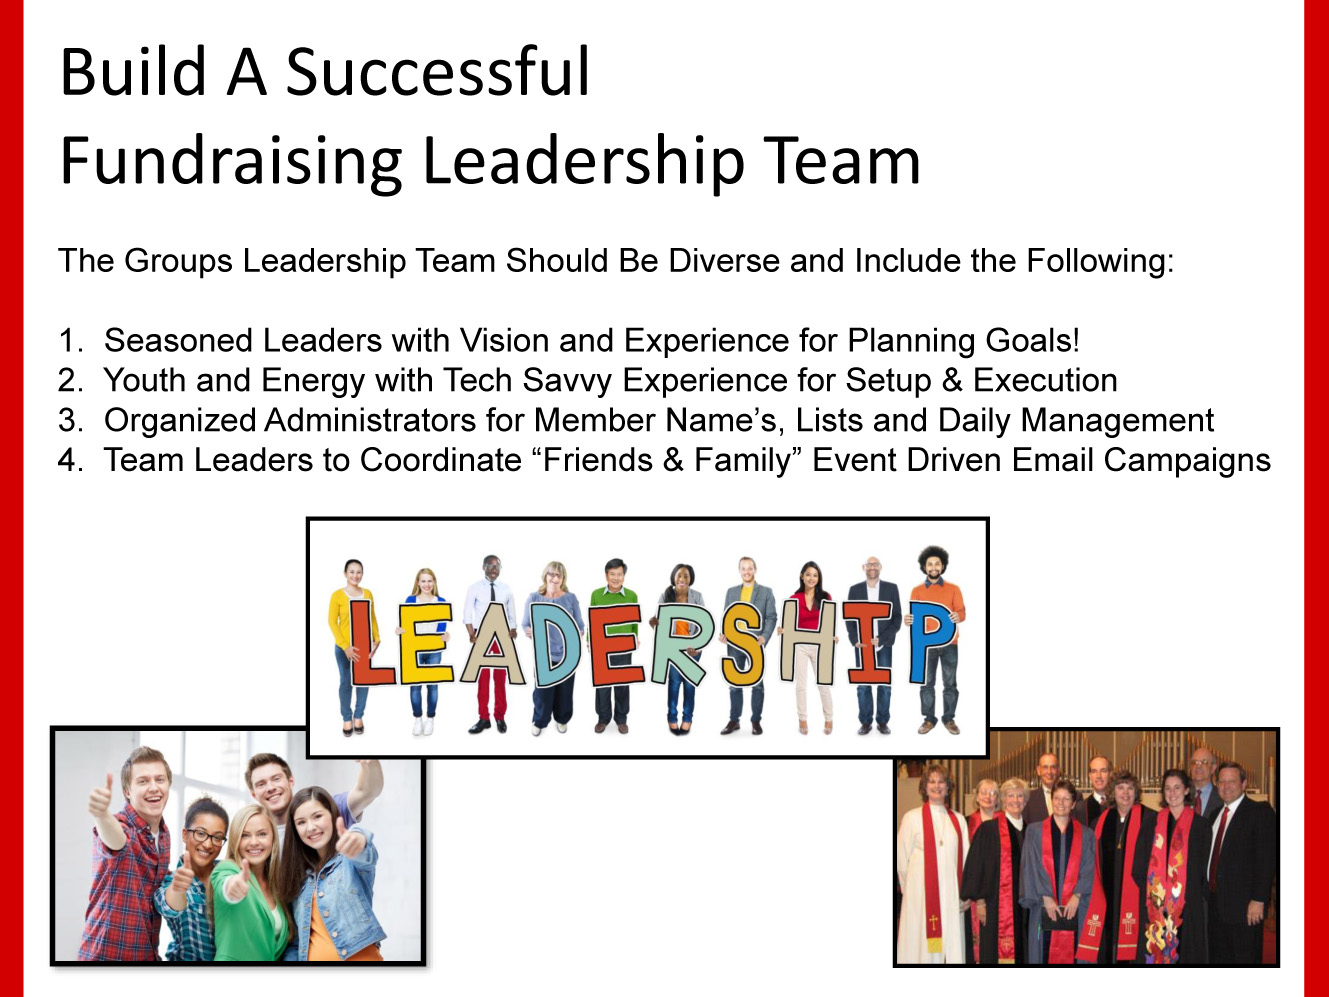 Build A Successful
Fundraising Leadership Team
The Groups Leadership Team Should Be Diverse and Include the Following:
1. Seasoned Leaders with Vision and Experience for Planning Goals!
2. Youth and Energy with Tech Savvy Experience for Setup & Execution
3. Organized Administrators for Member Name’s, Lists and Daily Management
4. Team Leaders to Coordinate “Friends & Family” Event Driven Email Campaigns
LEADERSHIP